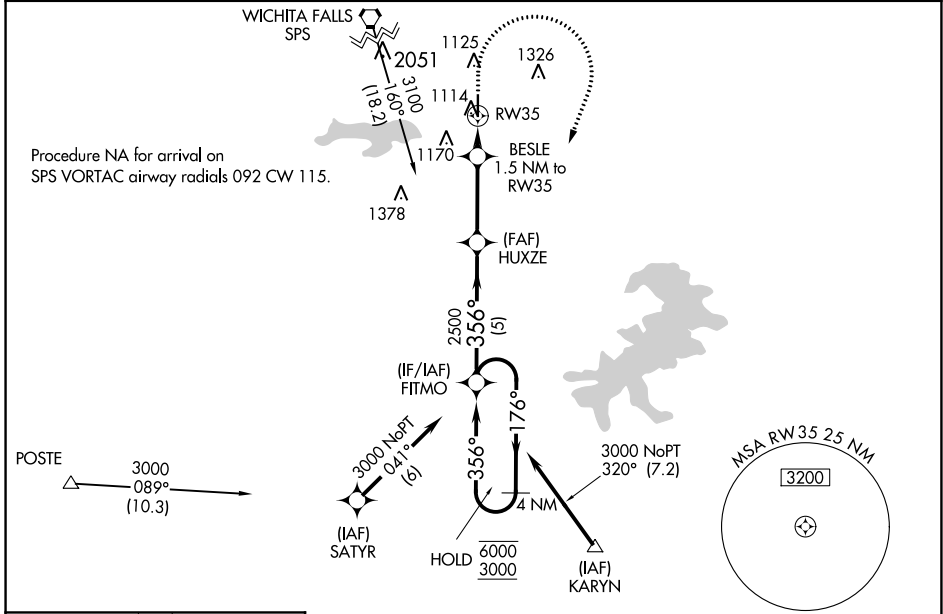 WICHITA FALLS
SPS
2051
3100
160°
(18.2)
1125
1326
1114
RW35
1170
BESLE
1.5 NM to
RW35
Procedure NA for arrival on
SPS VORTAC airway radials 092 CW 115.
1378
(FAF)
HUXZE
2500
356°
(5)
(IF/IAF)
FITMO
176°
356°
4 NM
3000 NoPT
041°
(6)
3000 NoPT
320° (7.2)
POSTE
3000
089°
(10.3)
(IAF)
SATYR
HOLD
6000
3000
(IAF)
KARYN
MSA RW35 25 NM
3200